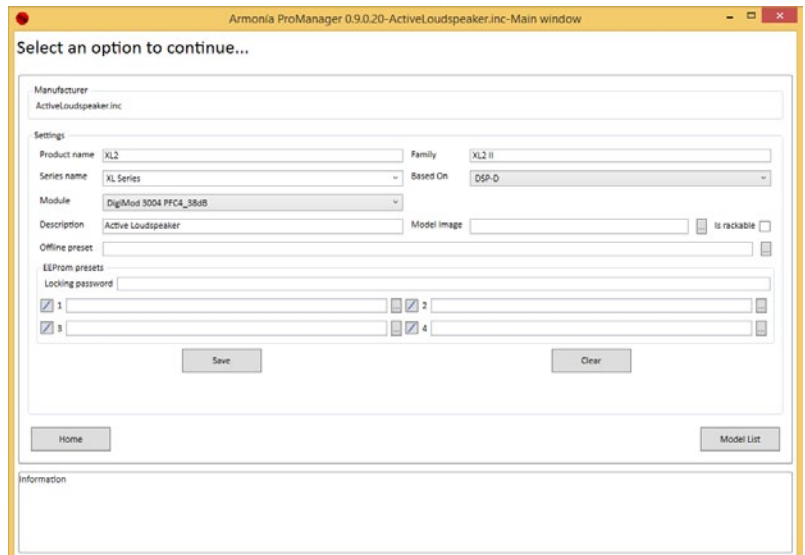 Armonía ProManager 0.9.0.20-ActiveLoudspeaker.inc-Main window
Select an option to continue...
Manufacturer
ActiveLoudspeaker.inc
Settings
Product name XL2 Family XL2 II
Series name XL Series Based On DSP-D
Module DigiMod 3004 PFC4_38dB
Description Active Loudspeaker Model Image ... Is rackable
Offline preset ...
EEProm presets
Locking password
1 ... 2 ...
3 ... 4 ...
Save Clear
Home Model List
Information